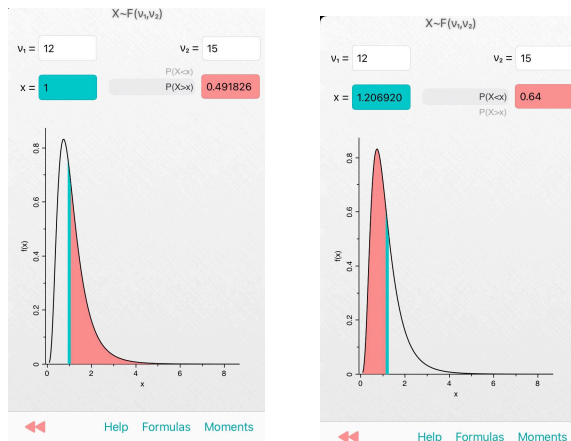 X~F(ν₁,ν₂)
ν₁ = 12
ν₂ = 15
P(X<x)
x = 1
P(X>x)
0.491826
f(x)
0
0.2
0.4
0.6
0.8
0
2
4
6
8
x
Help
Formulas
Moments
X~F(ν₁,ν₂)
ν₁ = 12
ν₂ = 15
x = 1.206920
P(X<x)
0.64
P(X>x)
f(x)
0
0.2
0.4
0.6
0.8
0
2
4
6
8
x
Help
Formulas
Moments